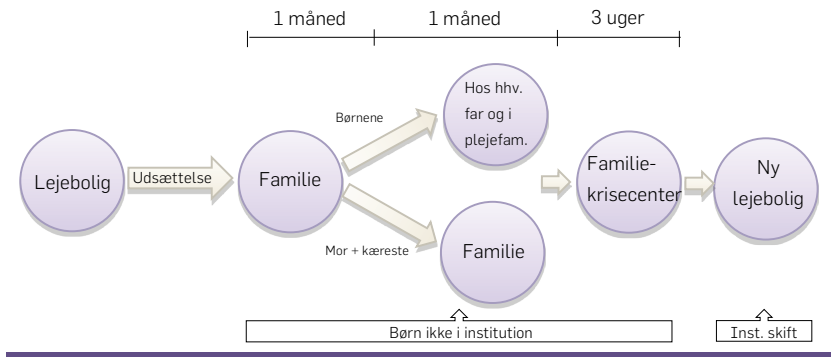 1 måned
1 måned
3 uger
Lejebolig
Udsættelse
Familie
Børnene
Mor + kæreste
Hos hhv.
far og i
plejefam.
Familie
Familie-
krisecenter
Ny
lejebolig
Børn ikke i institution
Inst. skift